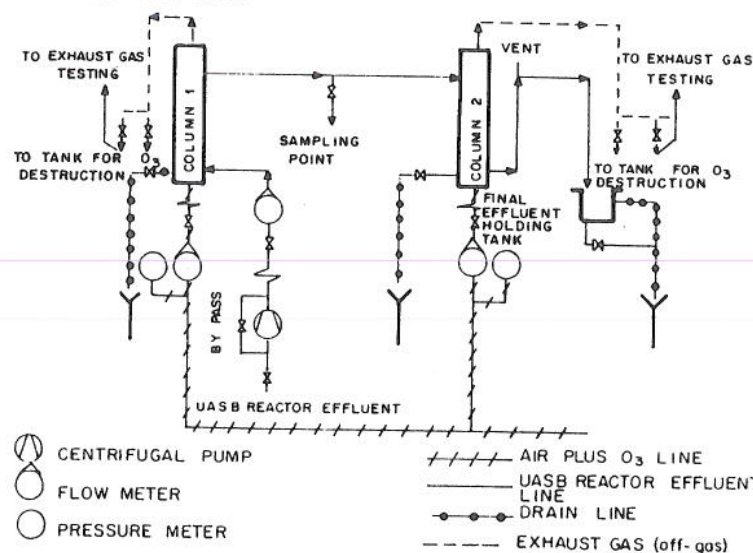 TO EXHAUST GAS
TESTING
COLUMN 1
SAMPLING
POINT
TO TANK FOR O3
DESTRUCTION
BY PASS
UASB REACTOR EFFLUENT
COLUMN 2
VENT
TO EXHAUST GAS
TESTING
TO TANK FOR O3
DESTRUCTION
FINAL
EFFLUENT
HOLDING
TANK
CENTRIFUGAL PUMP
FLOW METER
PRESSURE METER
AIR PLUS O3 LINE
UASB REACTOR EFFLUENT
LINE
DRAIN LINE
EXHAUST GAS (off-gas)